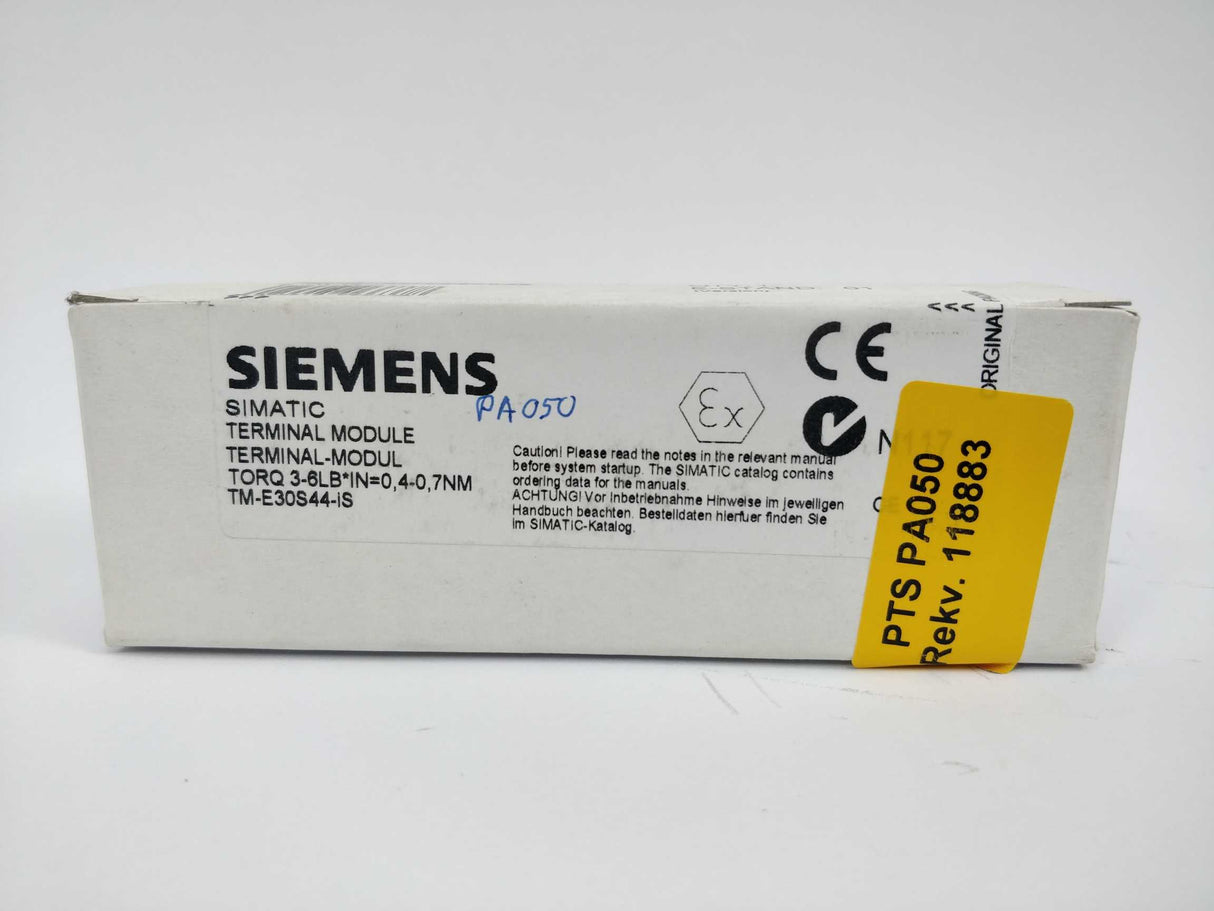 SIEMENS
SIMATIC
TERMINAL MODULE
TERMINAL-MODUL
TORQ 3-6LB*IN=0,4-0,7NM
TM-E30S44-iS
PA050
Ɛx
Caution! Please read the notes in the relevant manual
before system startup. The SIMATIC catalog contains
ordering data for the manuals.
ACHTUNG! Vor Inbetriebnahme Hinweise im jeweiligen
Handbuch beachten. Bestelldaten hierfuer finden Sie
im SIMATiC-Katalog.
CE
N117
<<<
ORIGINAL
PTS PA050
Rekv. 118883